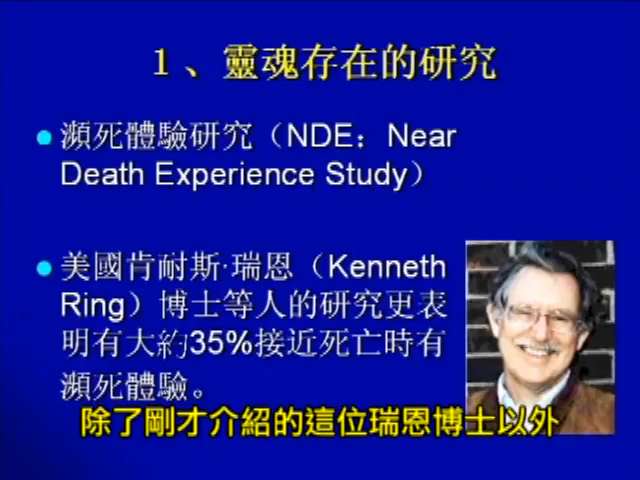 1、靈魂存在的研究
瀕死體驗研究（NDE：Near
Death Experience Study）
美國肯耐斯·瑞恩（Kenneth
Ring）博士等人的研究更表
明有大約35%接近死亡時有
瀕死體驗。
除了剛才介紹的這位瑞恩博士以外